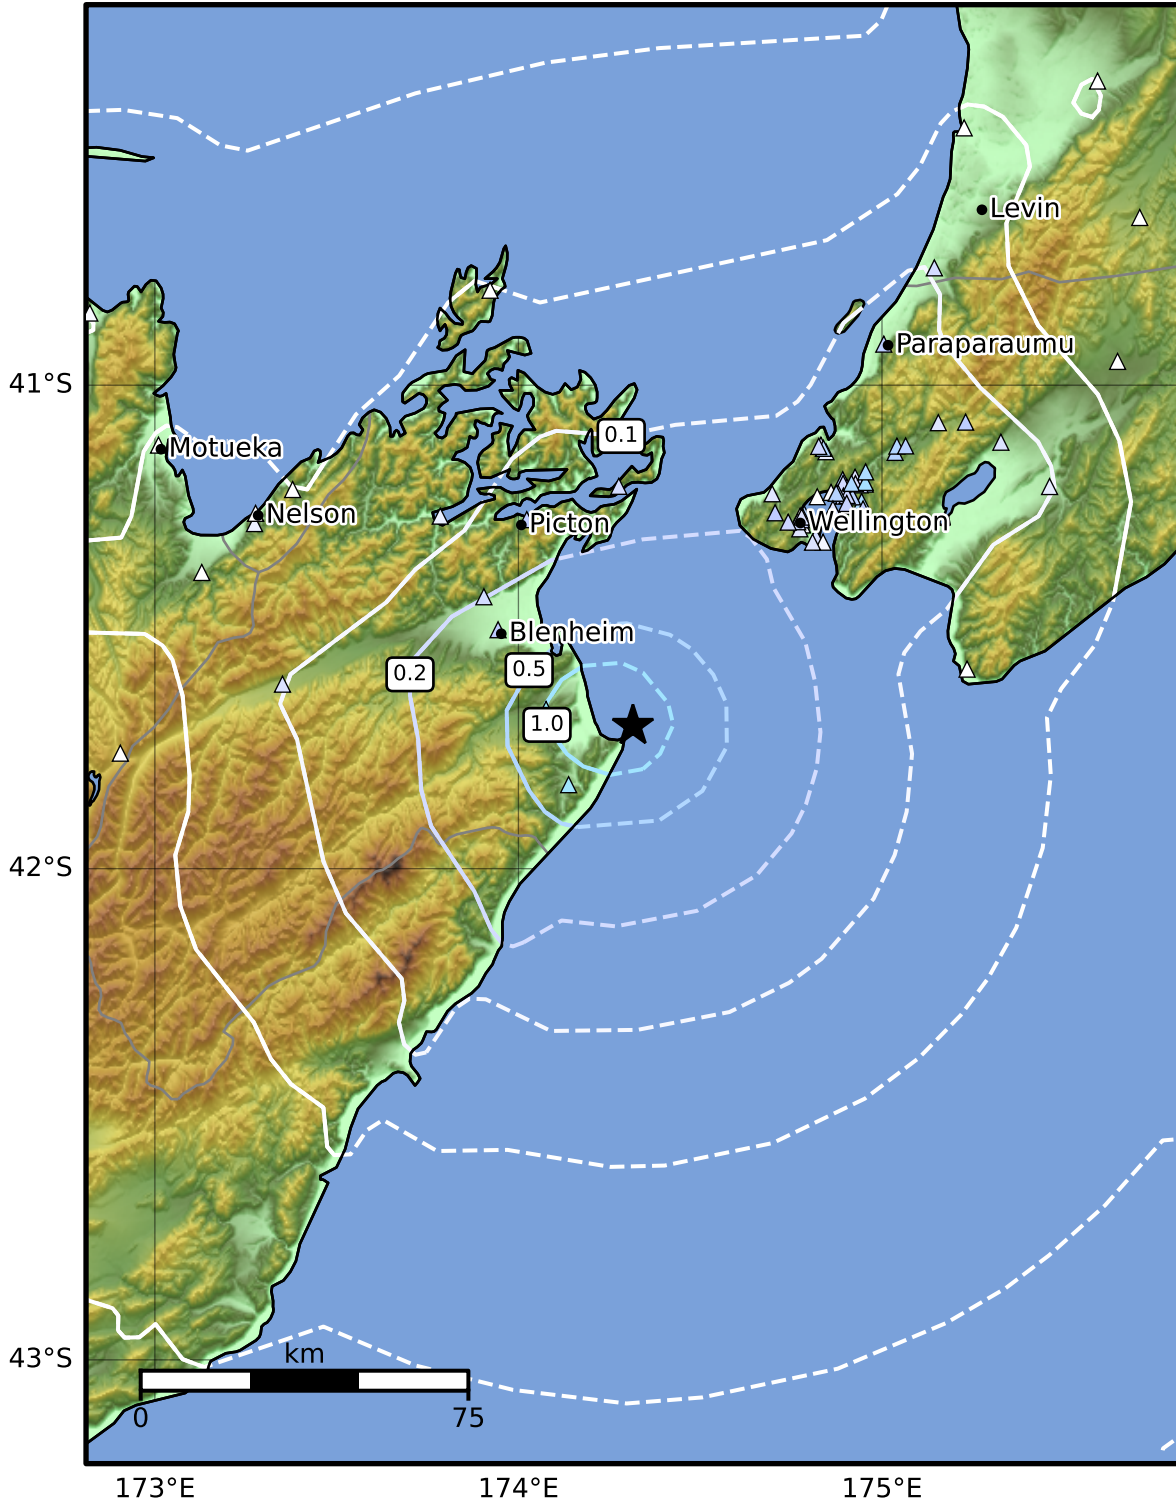 Levin
Paraparaumu
41°S
0.1
Motueka
Nelson
Picton
Wellington
Blenheim
0.2
0.5
1.0
42°S
43°S
km
0
75
173°E
174°E
175°E